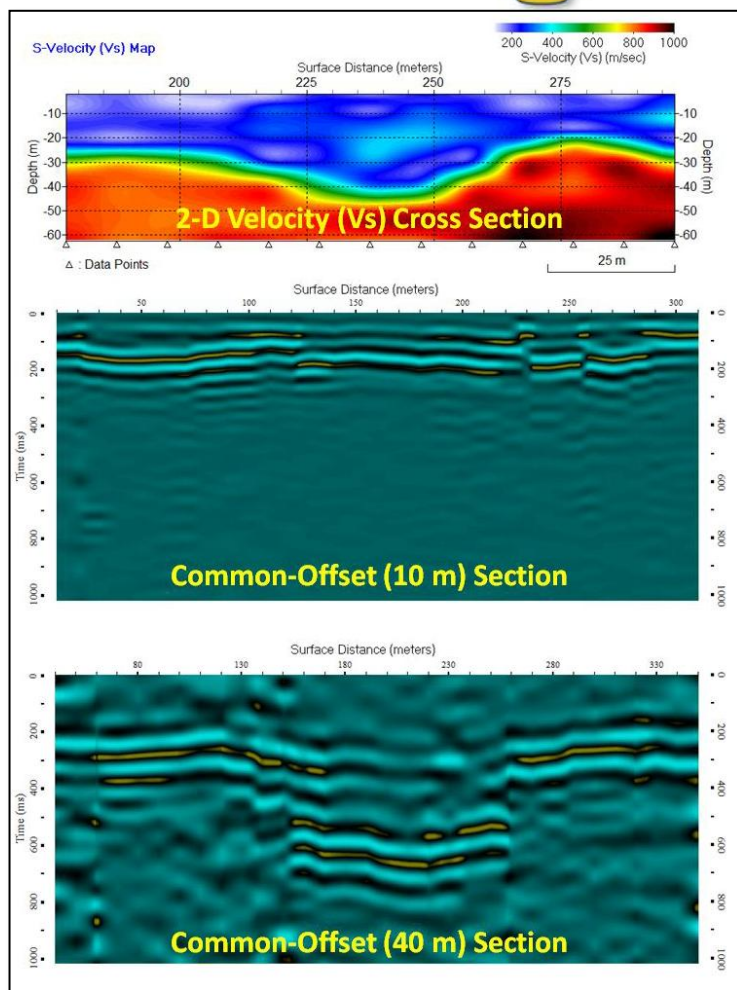 S-Velocity (Vs) Map
200 400 600 800 1000
S-Velocity (Vs) (m/sec)
Surface Distance (meters)
200 225 250 275
-10 -10
-20 -20
-30 -30
-40 -40
-50 -50
-60 -60
Depth (m)
Depth (m)
2-D Velocity (Vs) Cross Section
△ : Data Points
25 m
Surface Distance (meters)
50 100 150 200 250 300
0 0
200 200
400 400
600 600
800 800
1000 1000
Time (ms)
Common-Offset (10 m) Section
Surface Distance (meters)
80 130 180 230 280 330
0 0
200 200
400 400
600 600
800 800
1000 1000
Time (ms)
Common-Offset (40 m) Section